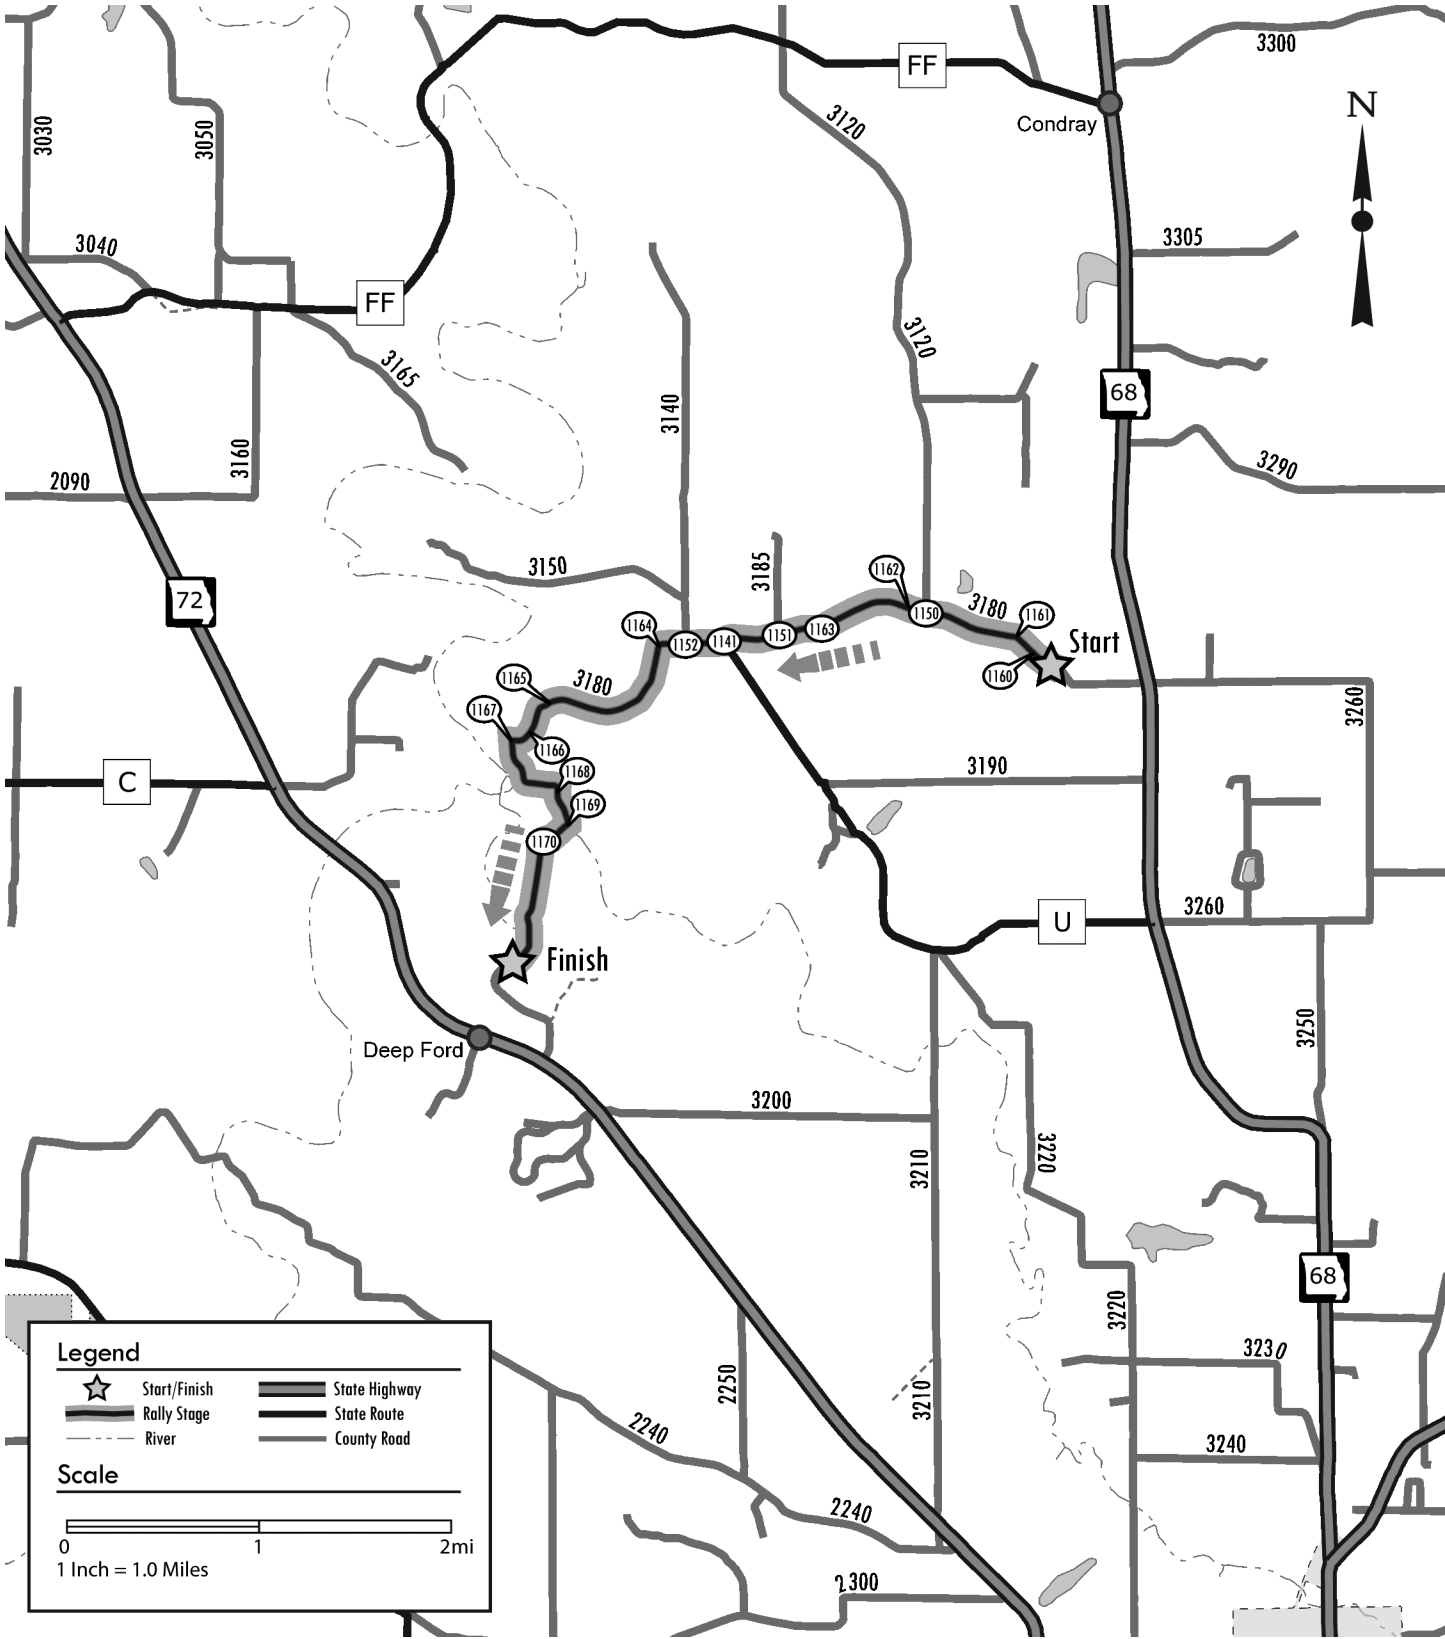 FF
3300
N
Condray
3030
3050
3120
3040
3305
FF
3120
3165
68
3140
3160
2090
3290
3150
3185
1162
72
1150
3180
1161
1164
1152
1141
1151
1163
Start
1160
1165
3180
3260
1167
1166
1168
3190
C
1169
1170
3260
U
Finish
3250
Deep Ford
3200
3210
3220
68
3220
Legend
Start/Finish
State Highway
Rally Stage
State Route
River
County Road
Scale
0
1
2mi
1 Inch = 1.0 Miles
3230
2250
3210
2240
3240
2240
2300